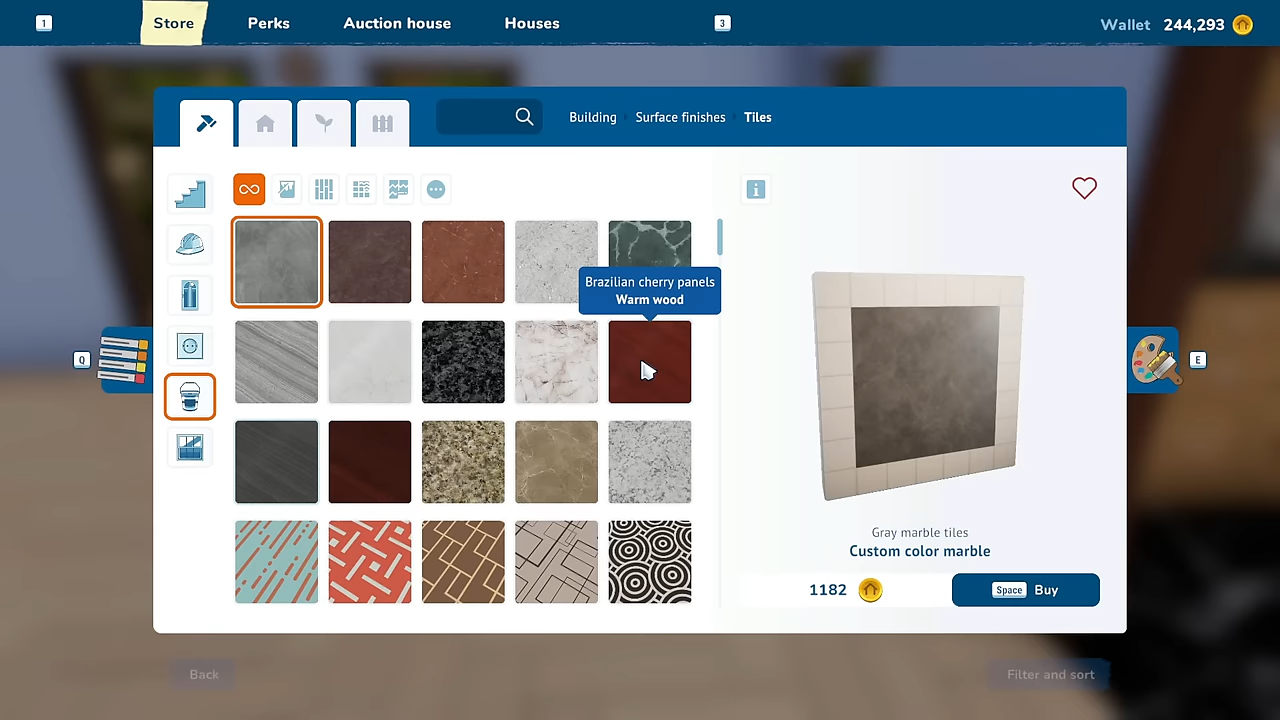 1
Store
Perks
Auction house
Houses
3
Wallet 244,293
Building
Surface finishes
Tiles
Brazilian cherry panels
Warm wood
Q
E
Gray marble tiles
Custom color marble
1182
Space Buy
Back
Filter and sort